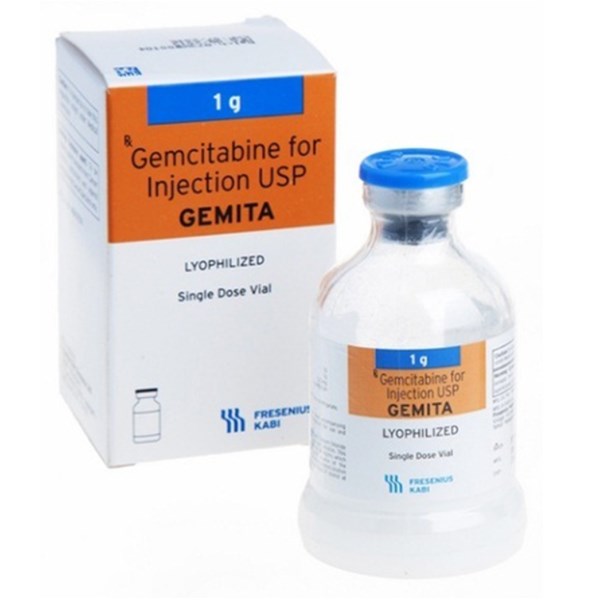 1 g
℞
Gemcitabine for
Injection USP
GEMITA
LYOPHILIZED
Single Dose Vial
FRESENIUS
KABI
1 g
℞
Gemcitabine for
Injection USP
GEMITA
LYOPHILIZED
Single Dose Vial
FRESENIUS
KABI